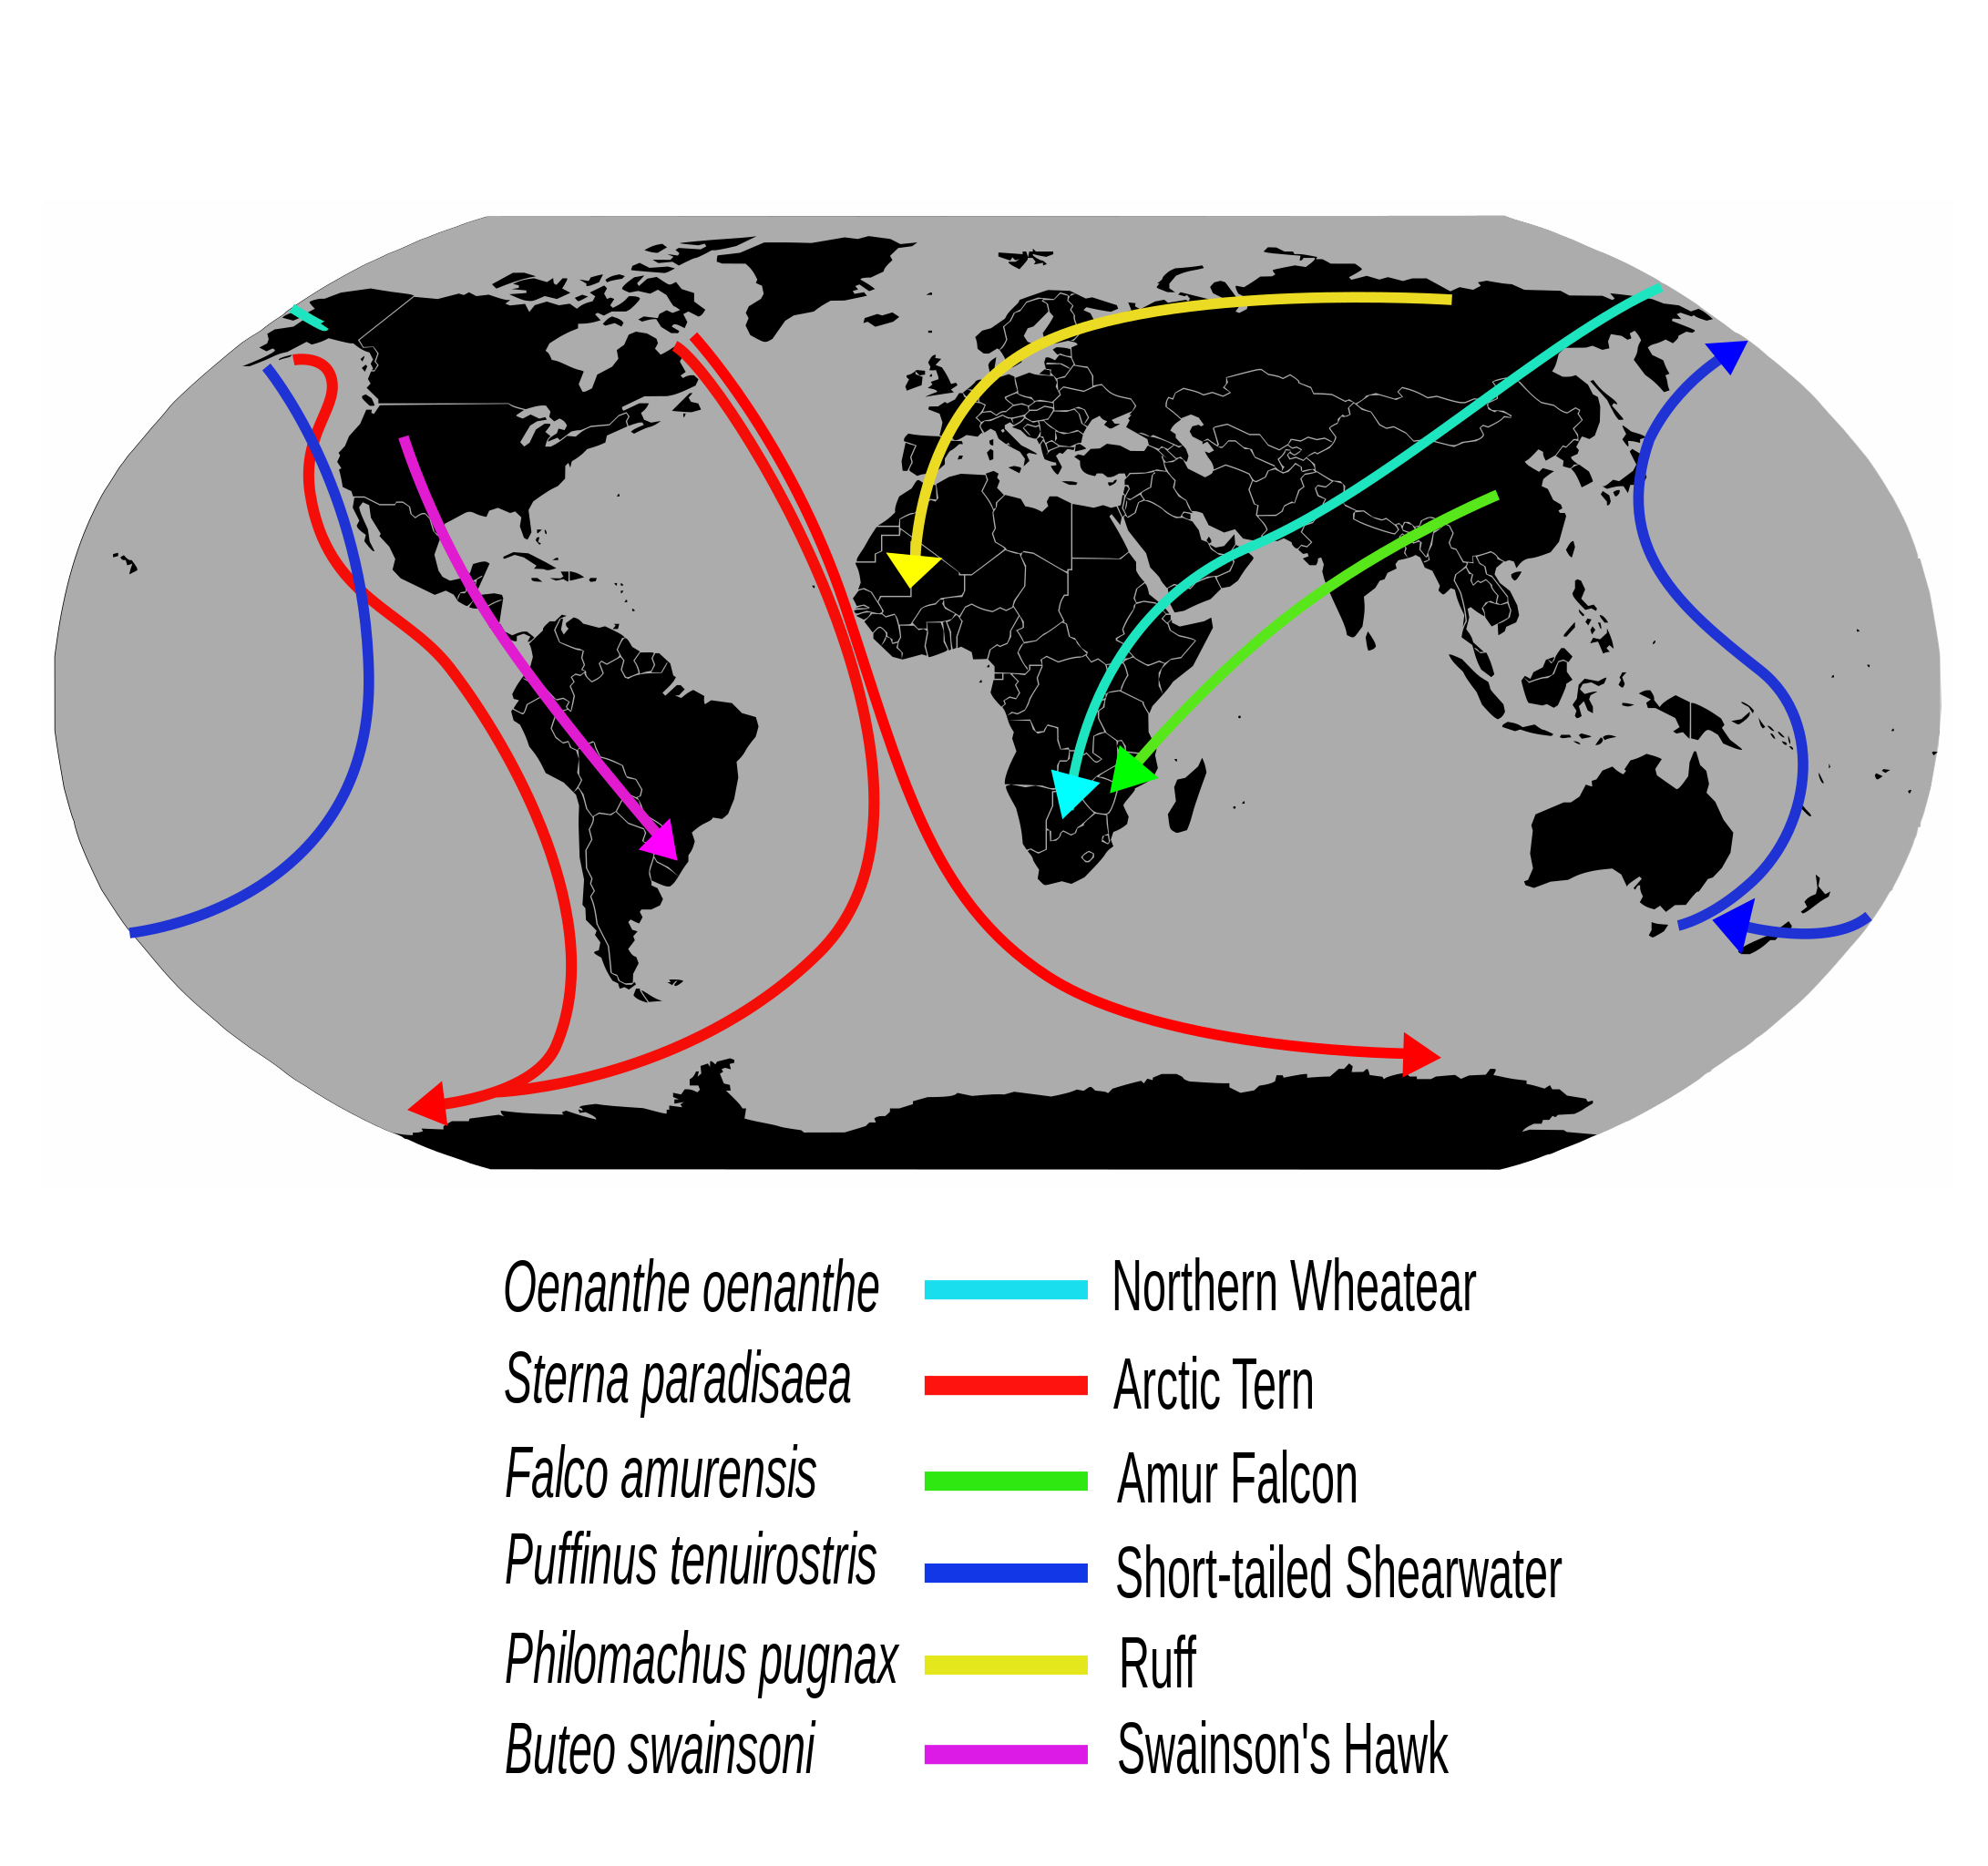 Oenanthe oenanthe Northern Wheatear
Sterna paradisaea Arctic Tern
Falco amurensis Amur Falcon
Puffinus tenuirostris Short-tailed Shearwater
Philomachus pugnax Ruff
Buteo swainsoni Swainson's Hawk